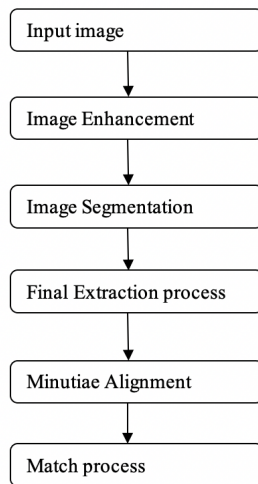 Input image
Image Enhancement
Image Segmentation
Final Extraction process
Minutiae Alignment
Match process